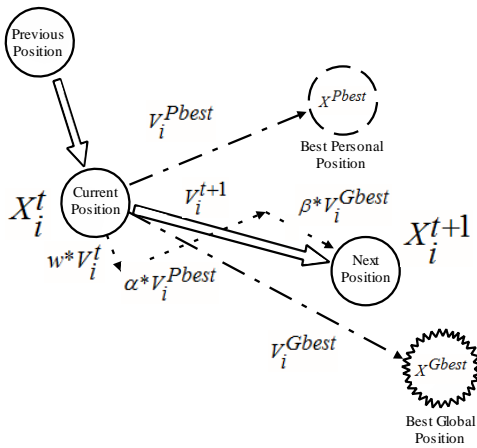 Previous
Position
X^{Pbest}
V_i^{Pbest}
Best Personal
Position
Current
Position
X_i^t
V_i^{t+1}
β*V_i^{Gbest}
X_i^{t+1}
w*V_i^t
α*V_i^{Pbest}
Next
Position
V_i^{Gbest}
X^{Gbest}
Best Global
Position